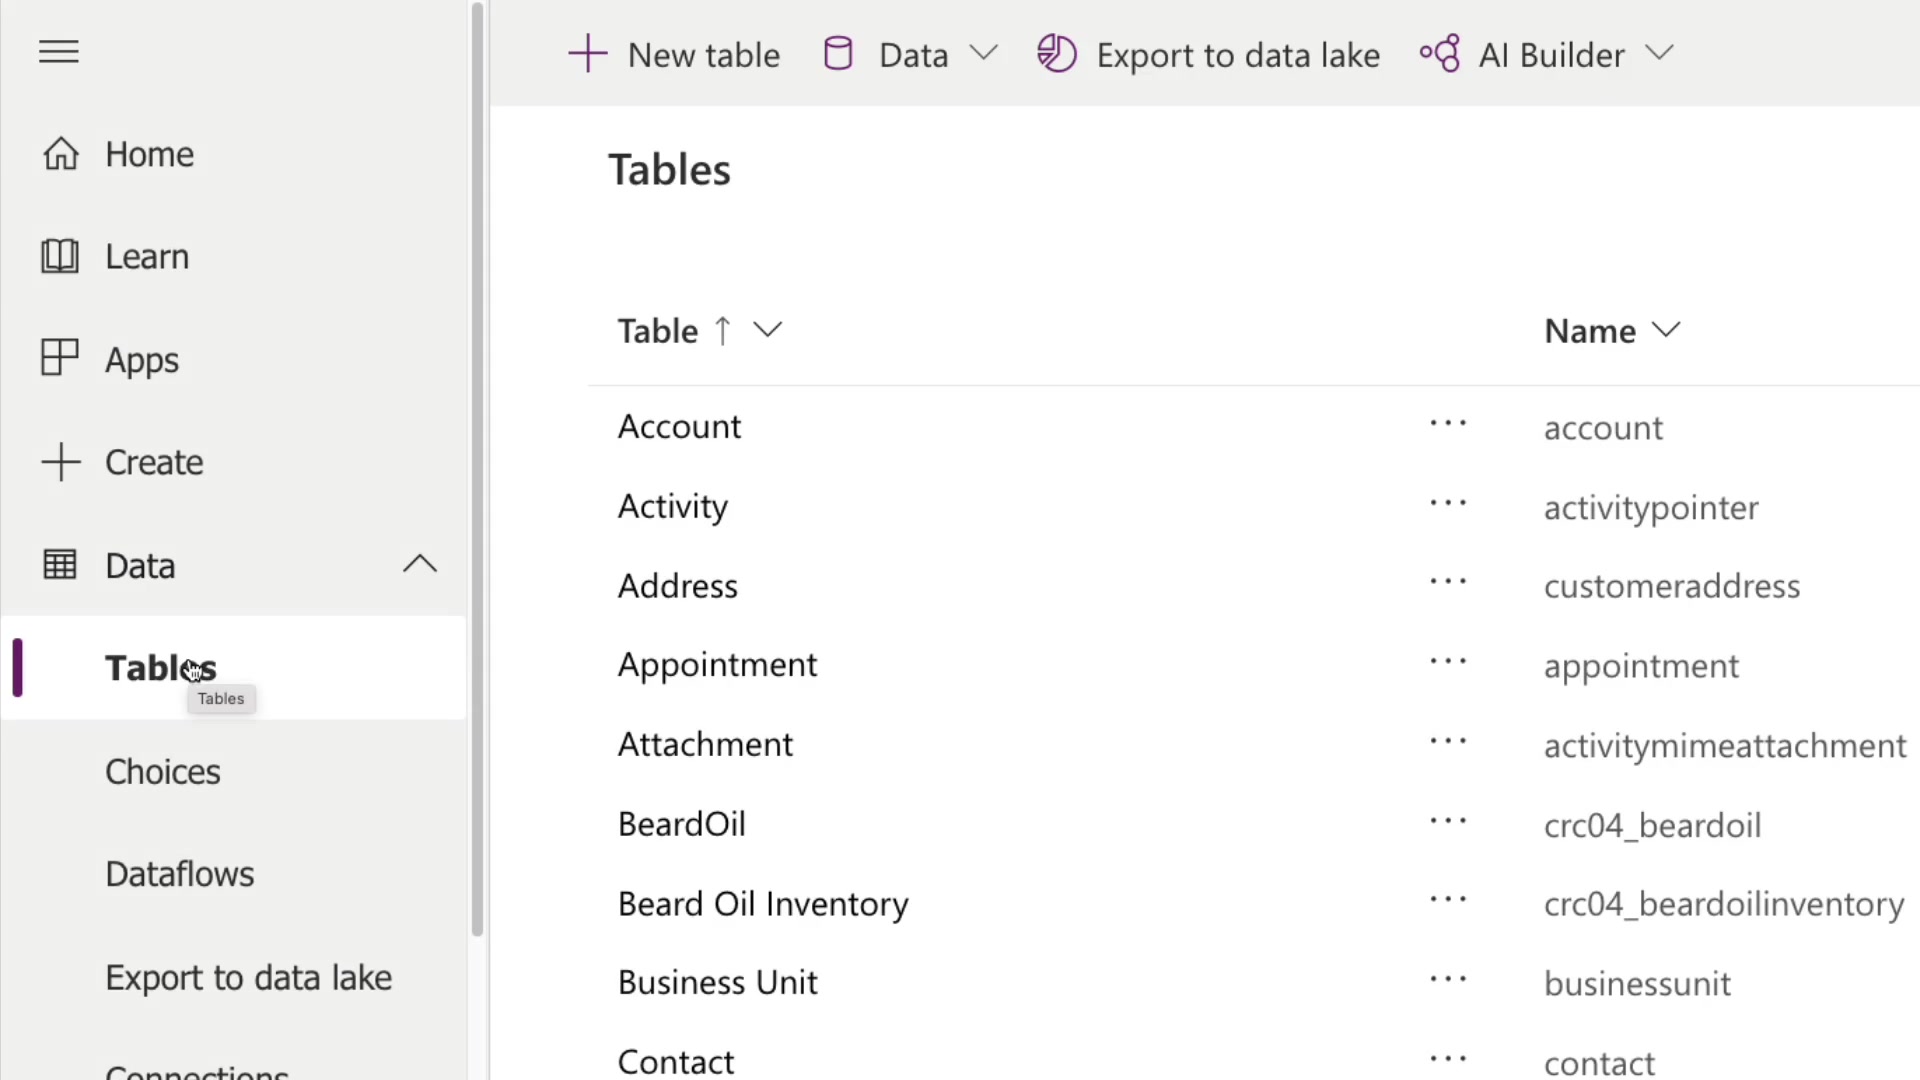 New table
Data
Export to data lake
AI Builder
Home
Learn
Apps
Create
Data
Tables
Tables
Choices
Dataflows
Export to data lake
Connections
Tables
Table
Name
Account
account
Activity
activitypointer
Address
customeraddress
Appointment
appointment
Attachment
activitymimeattachment
BeardOil
crc04_beardoil
Beard Oil Inventory
crc04_beardoilinventory
Business Unit
businessunit
Contact
contact